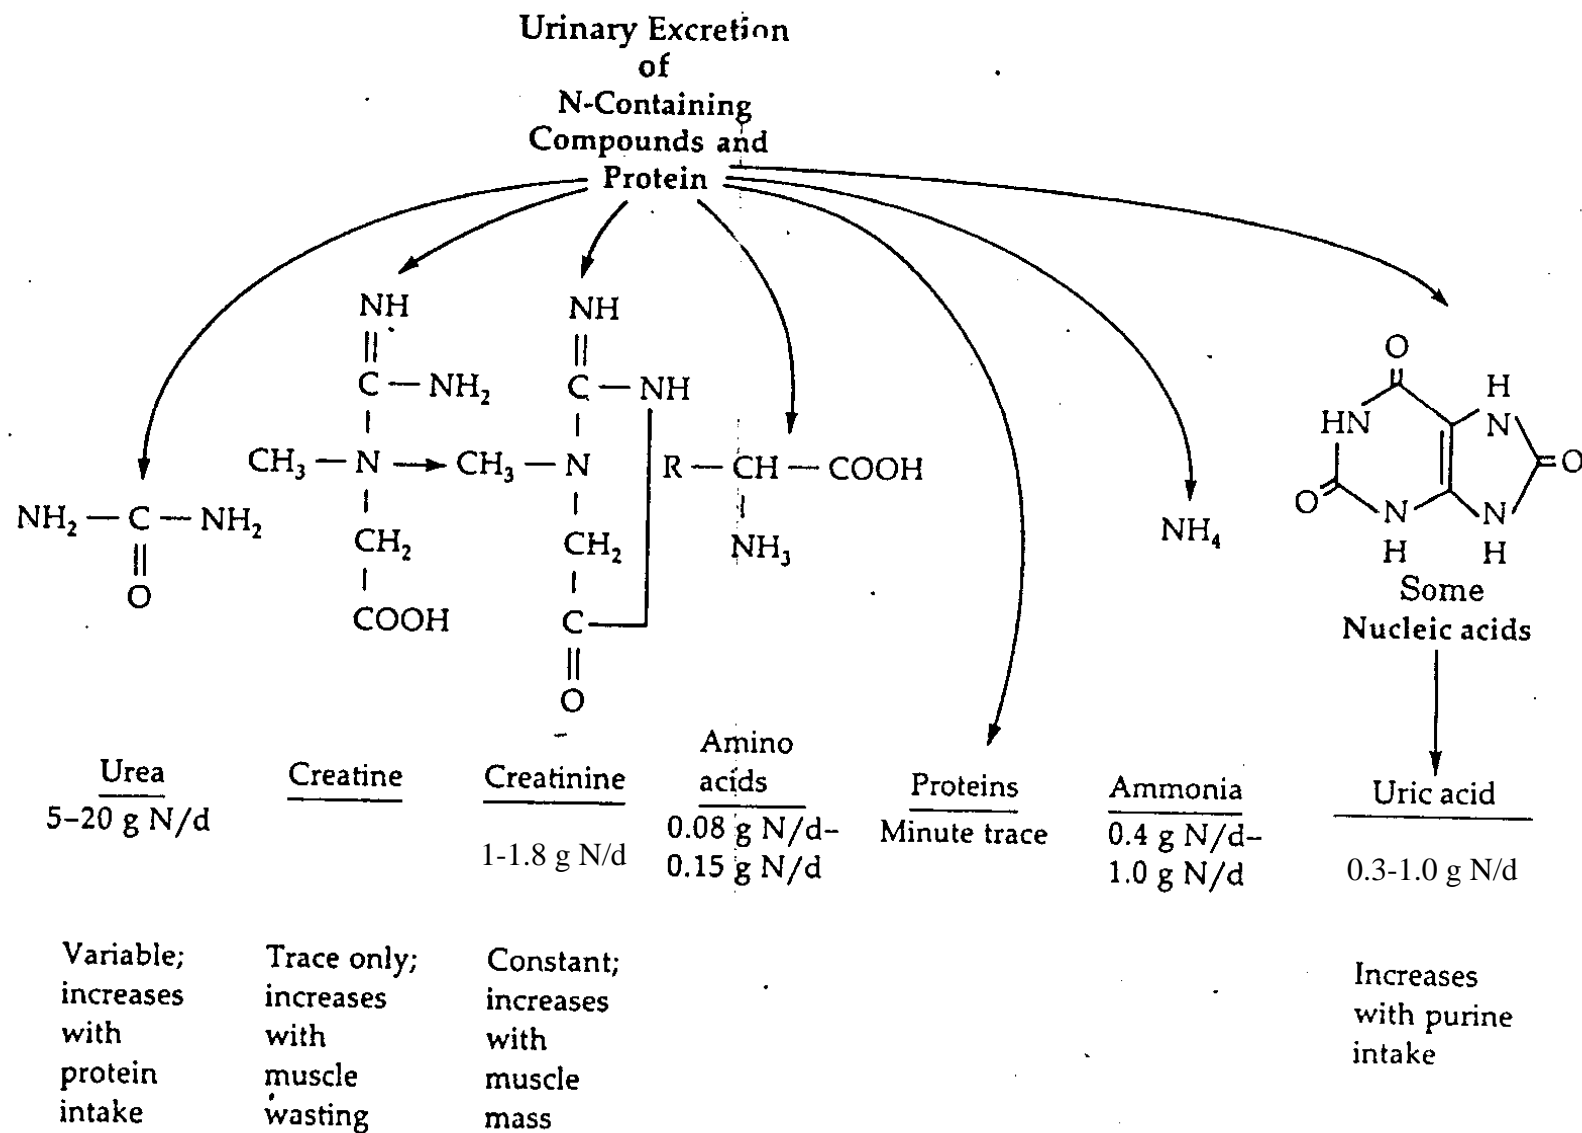 Urinary Excretion
of
N-Containing
Compounds and
Protein
NH
C — NH₂
CH₃ — N
CH₂
COOH
NH
C — NH
CH₃ — N
CH₂
C
O
R — CH — COOH
NH₃
NH₂ — C — NH₂
O
NH₄
O
HN
H
N
O
O
N
H
N
H
Some
Nucleic acids
Urea
5–20 g N/d
Variable;
increases
with
protein
intake
Creatine
Trace only;
increases
with
muscle
wasting
Creatinine
1-1.8 g N/d
Constant;
increases
with
muscle
mass
Amino
acids
0.08 g N/d–
0.15 g N/d
Proteins
Minute trace
Ammonia
0.4 g N/d–
1.0 g N/d
Uric acid
0.3-1.0 g N/d
Increases
with purine
intake